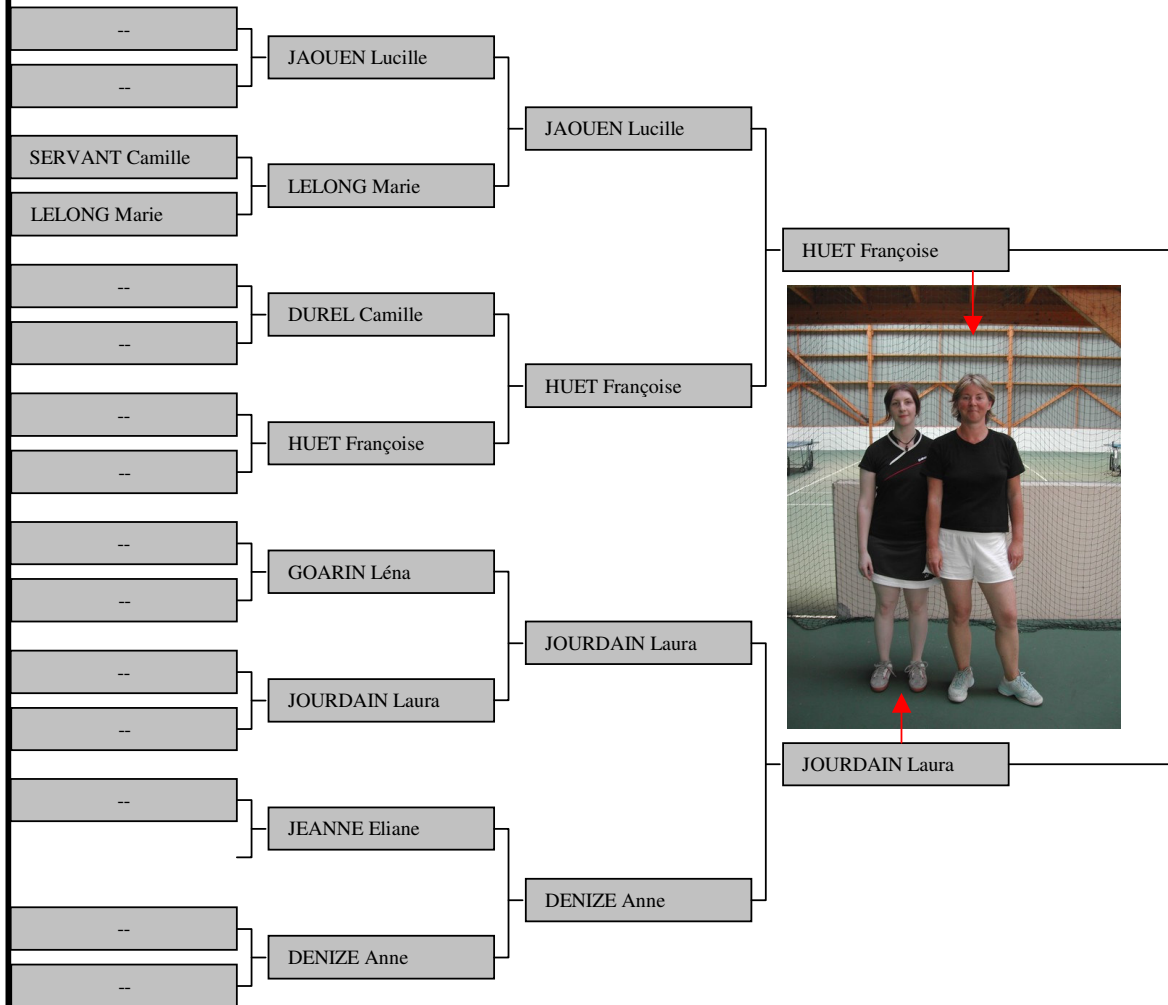 --
--
SERVANT Camille
LELONG Marie
--
--
--
--
--
--
--
--
--
--
--
JAOUEN Lucille
LELONG Marie
DUREL Camille
HUET Françoise
GOARIN Léna
JOURDAIN Laura
JEANNE Eliane
DENIZE Anne
JAOUEN Lucille
HUET Françoise
JOURDAIN Laura
DENIZE Anne
HUET Françoise
JOURDAIN Laura